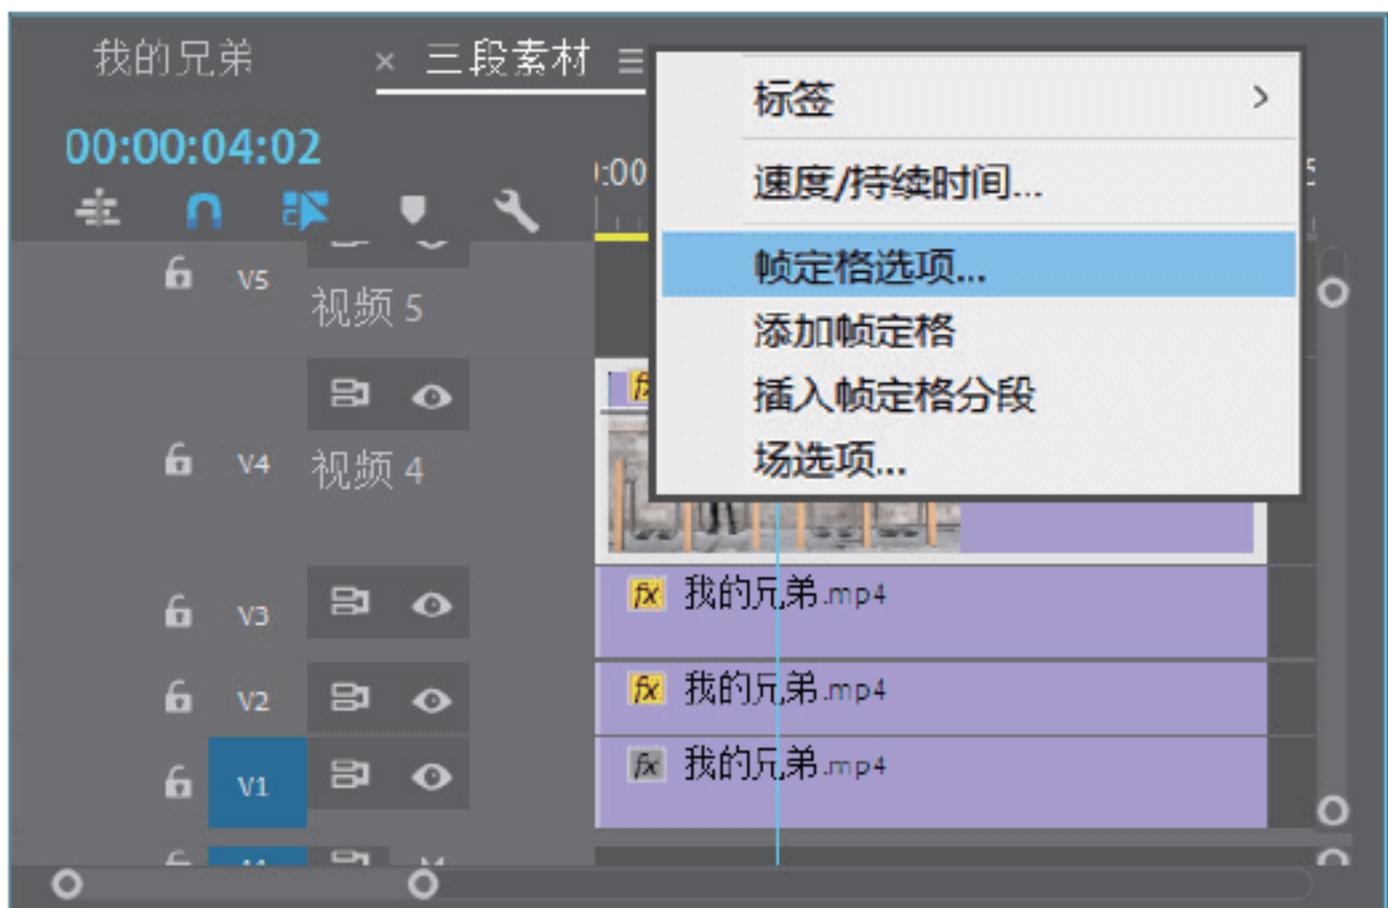 我的兄弟
× 三段素材
00:00:04:02
:00
标签
速度/持续时间...
帧定格选项...
添加帧定格
插入帧定格分段
场选项...
V5
视频 5
V4
视频 4
V3
fx 我的兄弟.mp4
V2
fx 我的兄弟.mp4
V1
fx 我的兄弟.mp4